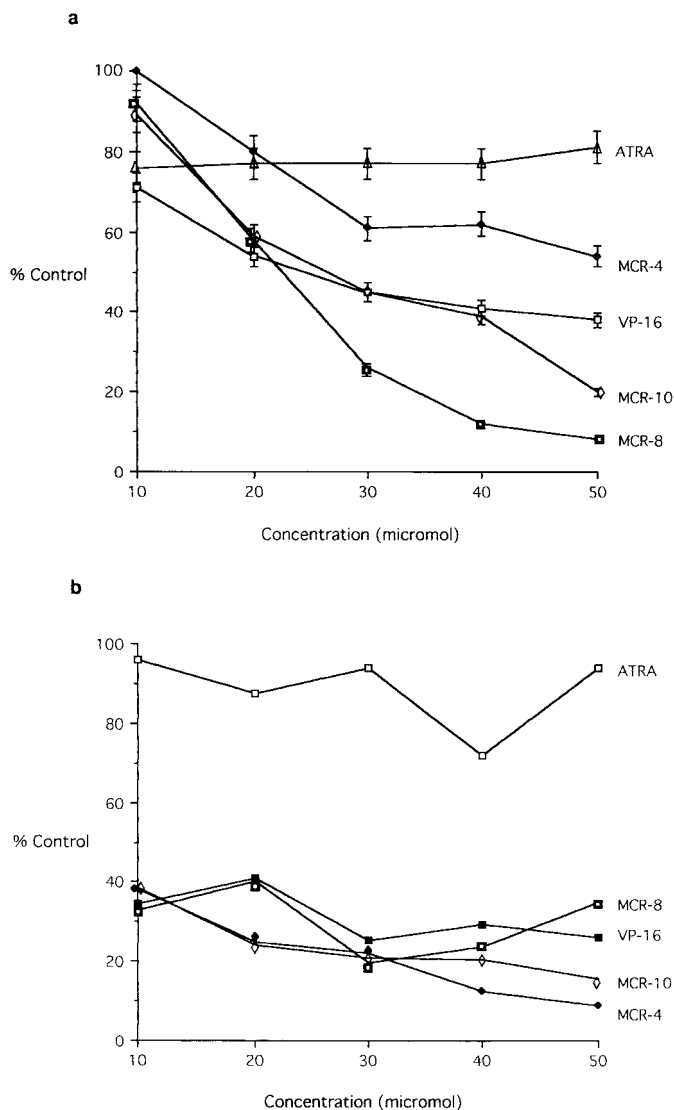 a
100
80
60
40
20
0
% Control
ATRA
MCR-4
VP-16
MCR-10
MCR-8
10 20 30 40 50
Concentration (micromol)
b
100
80
60
40
20
0
% Control
ATRA
MCR-8
VP-16
MCR-10
MCR-4
10 20 30 40 50
Concentration (micromol)